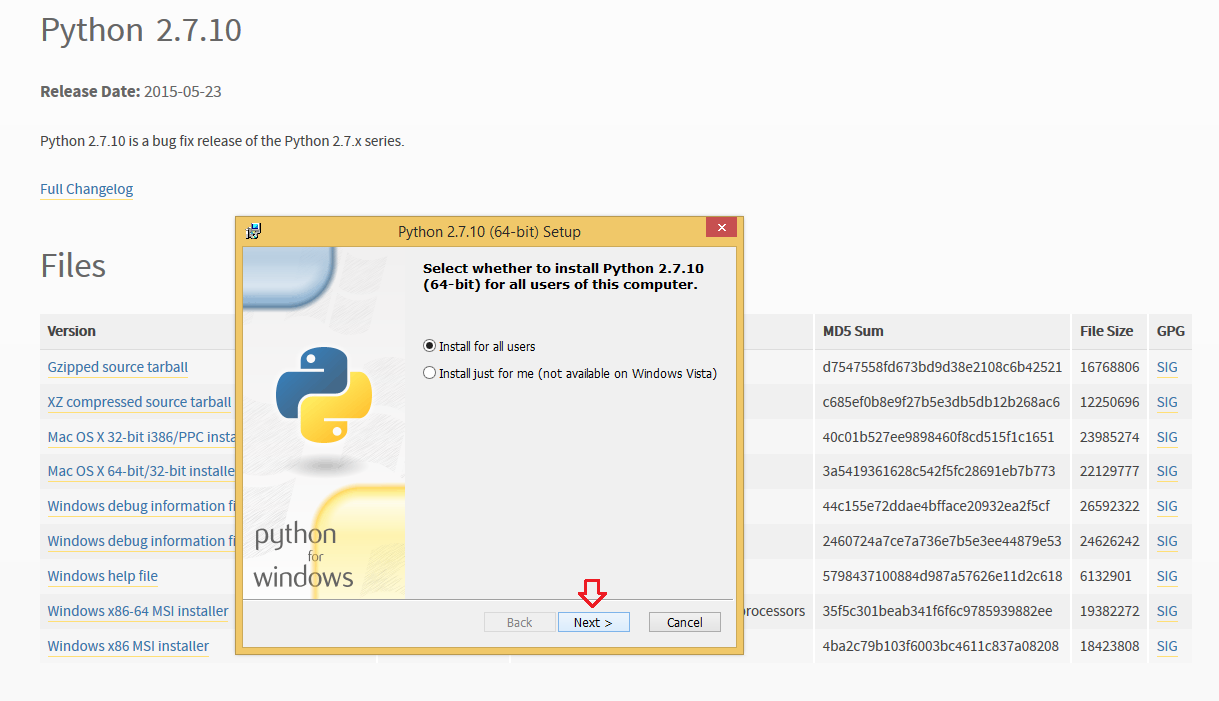 Python 2.7.10
Release Date: 2015-05-23
Python 2.7.10 is a bug fix release of the Python 2.7.x series.
Full Changelog
Files
Python 2.7.10 (64-bit) Setup
Select whether to install Python 2.7.10
(64-bit) for all users of this computer.
Install for all users
Install just for me (not available on Windows Vista)
python
for
windows
Back
Next >
Cancel
Version MD5 Sum File Size GPG
Gzipped source tarball d7547558fd673bd9d38e2108c6b42521 16768806 SIG
XZ compressed source tarball c685ef0b8e9f27b5e3db5db12b268ac6 12250696 SIG
Mac OS X 32-bit i386/PPC insta 40c01b527ee9898460f8cd515f1c1651 23985274 SIG
Mac OS X 64-bit/32-bit installe 3a5419361628c542f5fc28691eb7b773 22129777 SIG
Windows debug information fi 44c155e72ddae4bfface20932ea2f5cf 26592322 SIG
Windows debug information fi 2460724a7ce7a736e7b5e3ee44879e53 24626242 SIG
Windows help file 5798437100884d987a57626e11d2c618 6132901 SIG
Windows x86-64 MSI installer processors 35f5c301beab341f6f6c9785939882ee 19382272 SIG
Windows x86 MSI installer 4ba2c79b103f6003bc4611c837a08208 18423808 SIG